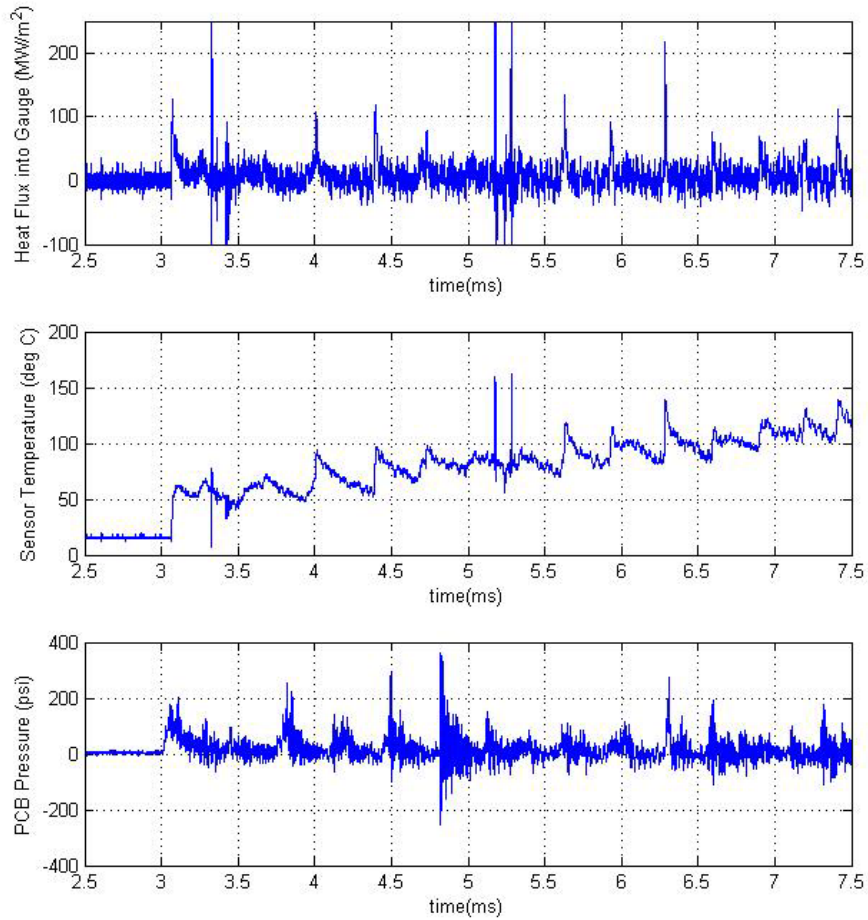 Heat Flux into Gauge (MW/m²)
200
100
0
-100
2.5 3 3.5 4 4.5 5 5.5 6 6.5 7 7.5
time(ms)
Sensor Temperature (deg C)
200
150
100
50
0
2.5 3 3.5 4 4.5 5 5.5 6 6.5 7 7.5
time(ms)
PCB Pressure (psi)
400
200
0
-200
-400
2.5 3 3.5 4 4.5 5 5.5 6 6.5 7 7.5
time(ms)